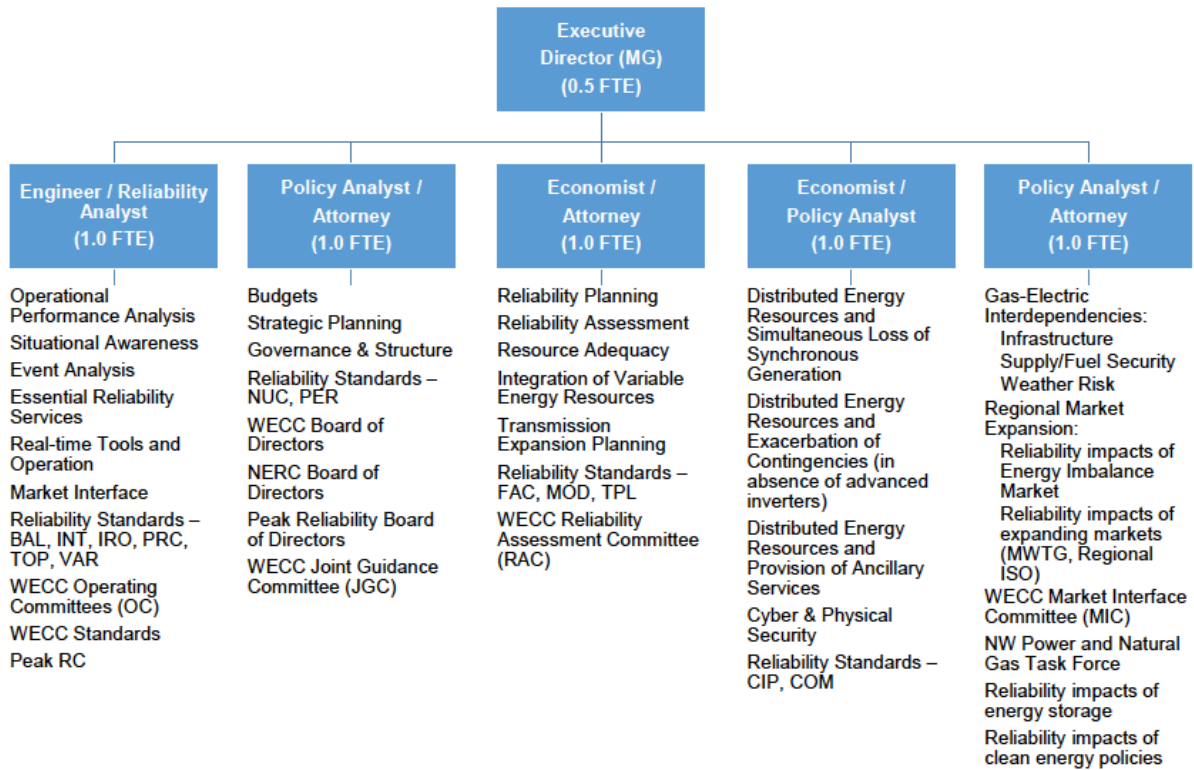 Executive
Director (MG)
(0.5 FTE)
Engineer / Reliability
Analyst
(1.0 FTE)
Operational
Performance Analysis
Situational Awareness
Event Analysis
Essential Reliability
Services
Real-time Tools and
Operation
Market Interface
Reliability Standards –
BAL, INT, IRO, PRC,
TOP, VAR
WECC Operating
Committees (OC)
WECC Standards
Peak RC
Policy Analyst /
Attorney
(1.0 FTE)
Budgets
Strategic Planning
Governance & Structure
Reliability Standards –
NUC, PER
WECC Board of
Directors
NERC Board of
Directors
Peak Reliability Board
of Directors
WECC Joint Guidance
Committee (JGC)
Economist /
Attorney
(1.0 FTE)
Reliability Planning
Reliability Assessment
Resource Adequacy
Integration of Variable
Energy Resources
Transmission
Expansion Planning
Reliability Standards –
FAC, MOD, TPL
WECC Reliability
Assessment Committee
(RAC)
Economist /
Policy Analyst
(1.0 FTE)
Distributed Energy
Resources and
Simultaneous Loss of
Synchronous
Generation
Distributed Energy
Resources and
Exacerbation of
Contingencies (in
absence of advanced
inverters)
Distributed Energy
Resources and
Provision of Ancillary
Services
Cyber & Physical
Security
Reliability Standards –
CIP, COM
Policy Analyst /
Attorney
(1.0 FTE)
Gas-Electric
Interdependencies:
Infrastructure
Supply/Fuel Security
Weather Risk
Regional Market
Expansion:
Reliability impacts of
Energy Imbalance
Market
Reliability impacts of
expanding markets
(MWTG, Regional
ISO)
WECC Market Interface
Committee (MIC)
NW Power and Natural
Gas Task Force
Reliability impacts of
energy storage
Reliability impacts of
clean energy policies